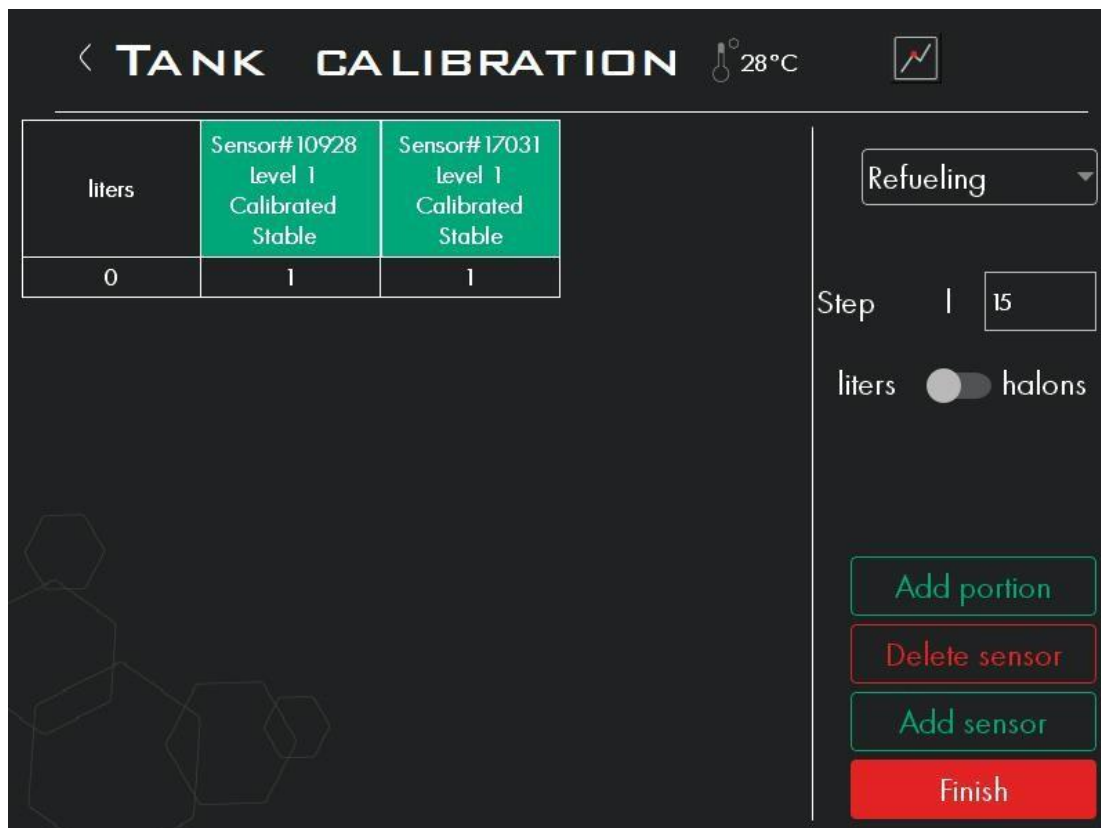 < TANK CALIBRATION 28°C
liters
Sensor#10928
Level 1
Calibrated
Stable
Sensor#17031
Level 1
Calibrated
Stable
0 1 1
Refueling
Step l 15
liters halons
Add portion
Delete sensor
Add sensor
Finish